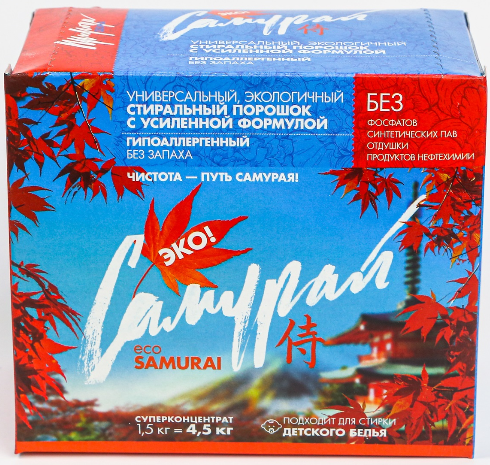 Самурай
Самурай
侍
УНИВЕРСАЛЬНЫЙ, ЭКОЛОГИЧНЫЙ
СТИРАЛЬНЫЙ ПОРОШОК
С УСИЛЕННОЙ ФОРМУЛОЙ
ГИПОАЛЛЕРГЕННЫЙ
БЕЗ ЗАПАХА
УНИВЕРСАЛЬНЫЙ, ЭКОЛОГИЧНЫЙ
СТИРАЛЬНЫЙ ПОРОШОК
С УСИЛЕННОЙ ФОРМУЛОЙ
ГИПОАЛЛЕРГЕННЫЙ
БЕЗ ЗАПАХА
ЧИСТОТА — ПУТЬ САМУРАЯ!
БЕЗ
ФОСФАТОВ
СИНТЕТИЧЕСКИХ ПАВ
ОТДУШКИ
ПРОДУКТОВ НЕФТЕХИМИИ
ЭКО!
Самурай
侍
eco
SAMURAI
СУПЕРКОНЦЕНТРАТ
1,5 кг = 4,5 кг
ПОДХОДИТ ДЛЯ СТИРКИ
ДЕТСКОГО БЕЛЬЯ